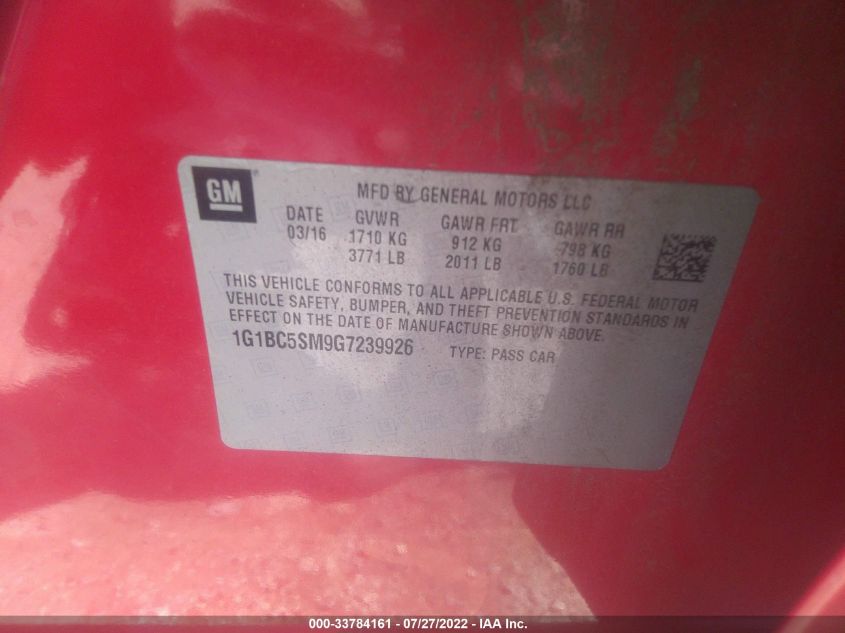 GM
MFD BY GENERAL MOTORS LLC
DATE GVWR GAWR FRT GAWR RR
03/16 1710 KG 912 KG 798 KG
3771 LB 2011 LB 1760 LB
THIS VEHICLE CONFORMS TO ALL APPLICABLE U.S. FEDERAL MOTOR
VEHICLE SAFETY, BUMPER, AND THEFT PREVENTION STANDARDS IN
EFFECT ON THE DATE OF MANUFACTURE SHOWN ABOVE.
1G1BC5SM9G7239926 TYPE: PASS CAR
000-33784161 - 07/27/2022 - IAA Inc.